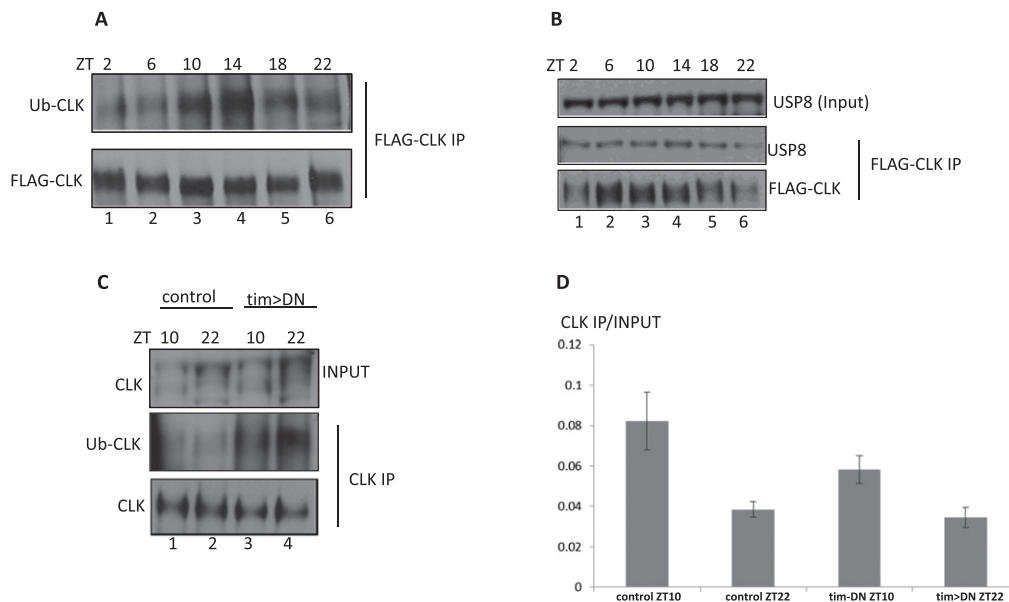 A
ZT 2 6 10 14 18 22
Ub-CLK
FLAG-CLK
FLAG-CLK IP
1 2 3 4 5 6
B
ZT 2 6 10 14 18 22
USP8 (Input)
USP8
FLAG-CLK
FLAG-CLK IP
1 2 3 4 5 6
C
control tim>DN
ZT 10 22 10 22
CLK
INPUT
Ub-CLK
CLK
CLK IP
1 2 3 4
D
CLK IP/INPUT
0.12
0.1
0.08
0.06
0.04
0.02
0
control ZT10 control ZT22 tim-DN ZT10 tim>DN ZT22